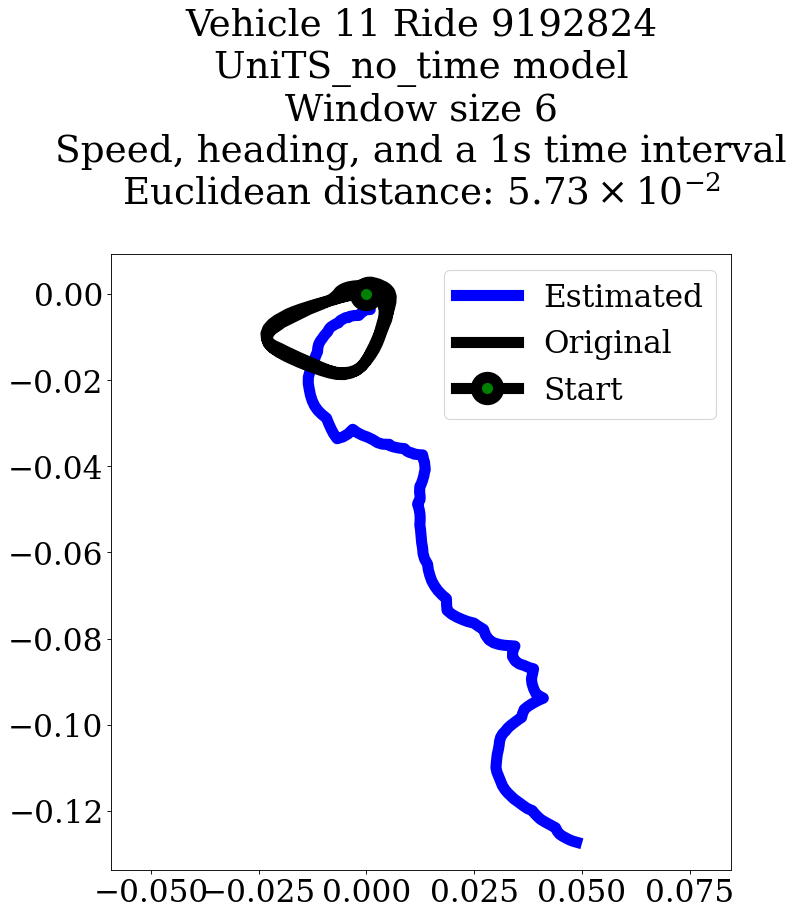 Vehicle 11 Ride 9192824
UniTS_no_time model
Window size 6
Speed, heading, and a 1s time interval
Euclidean distance: 5.73 × 10⁻²
Estimated
Original
Start
0.00
−0.02
−0.04
−0.06
−0.08
−0.10
−0.12
−0.050 −0.025 0.000 0.025 0.050 0.075